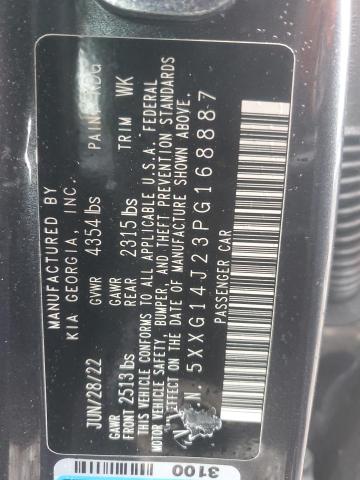 MANUFACTURED BY
KIA GEORGIA, INC.
PAINT KDG
JUN/28/22 GVWR 4354 lbs TRIM WK
GAWR FRONT 2513 lbs GAWR REAR 2315 lbs
THIS VEHICLE CONFORMS TO ALL APPLICABLE U.S.A. FEDERAL
MOTOR VEHICLE SAFETY, BUMPER, AND THEFT PREVENTION STANDARDS
IN EFFECT ON THE DATE OF MANUFACTURE SHOWN ABOVE.
V.I.N. 5XXG14J23PG168887
PASSENGER CAR
3100